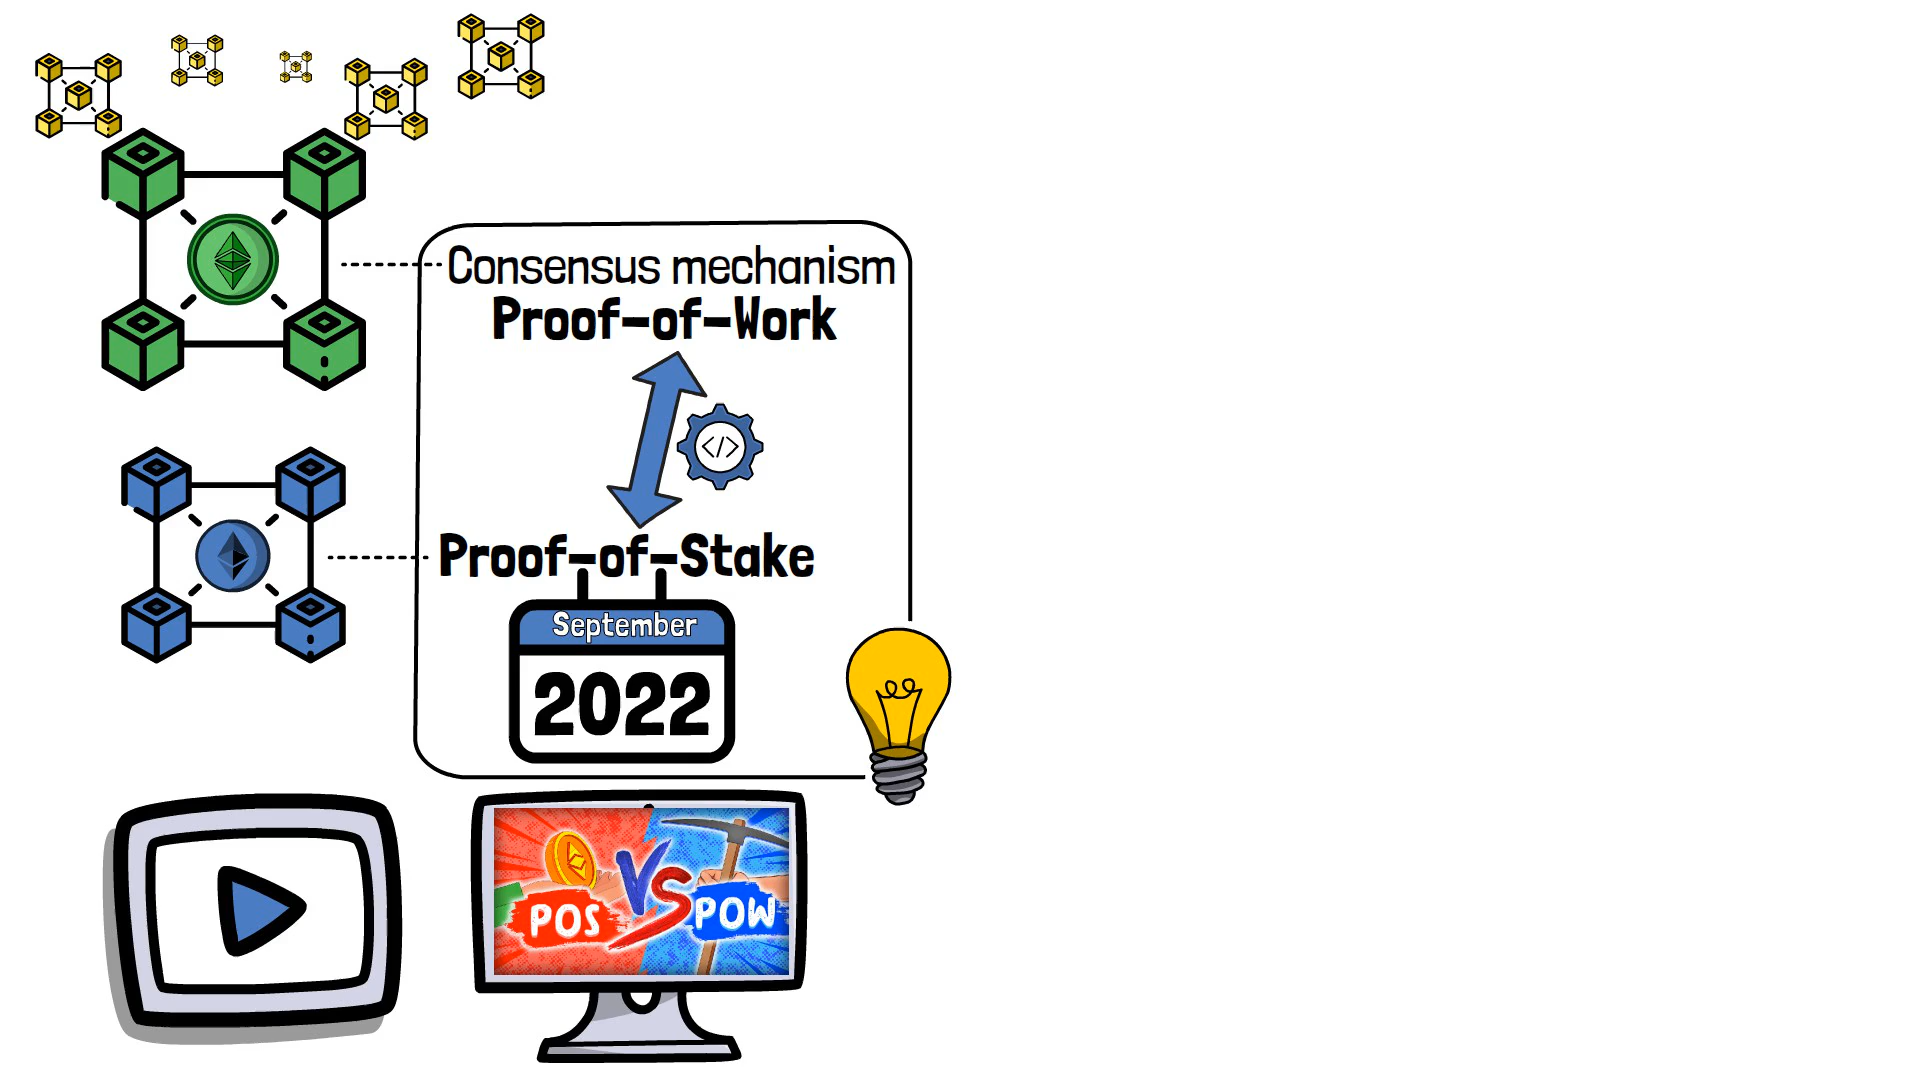 Consensus mechanism
Proof-of-Work
</>
Proof-of-Stake
September
2022
POS
VS
POW